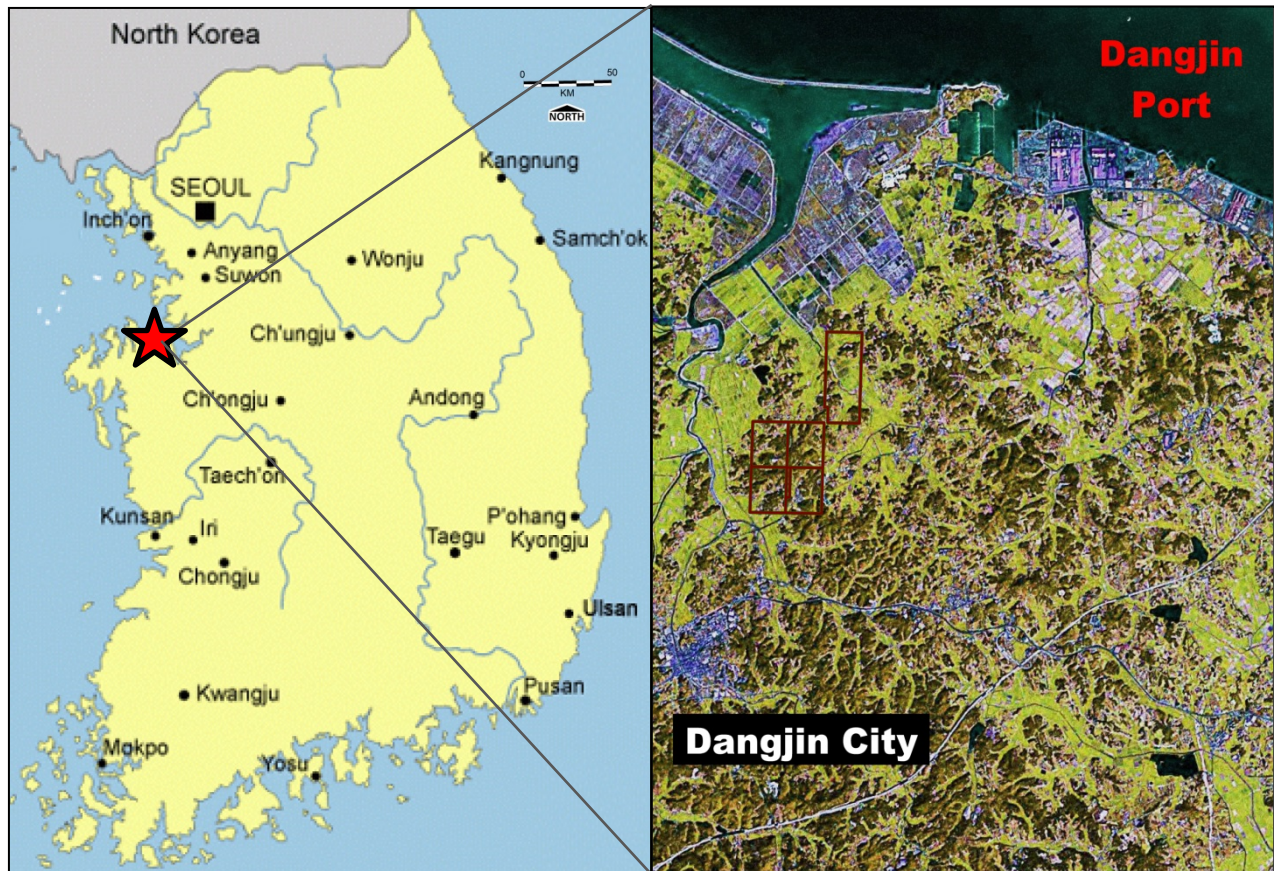 North Korea
0 50
KM
NORTH
Kangnung
SEOUL
Inch'on
Samch'ok
Anyang
Wonju
Suwon
Ch'ungju
Ch'ongju
Andong
Taech'on
Kunsan
Iri
P'ohang
Taegu
Kyongju
Chongju
Ulsan
Kwangju
Pusan
Mokpo
Yosu
Dangjin
Port
Dangjin City